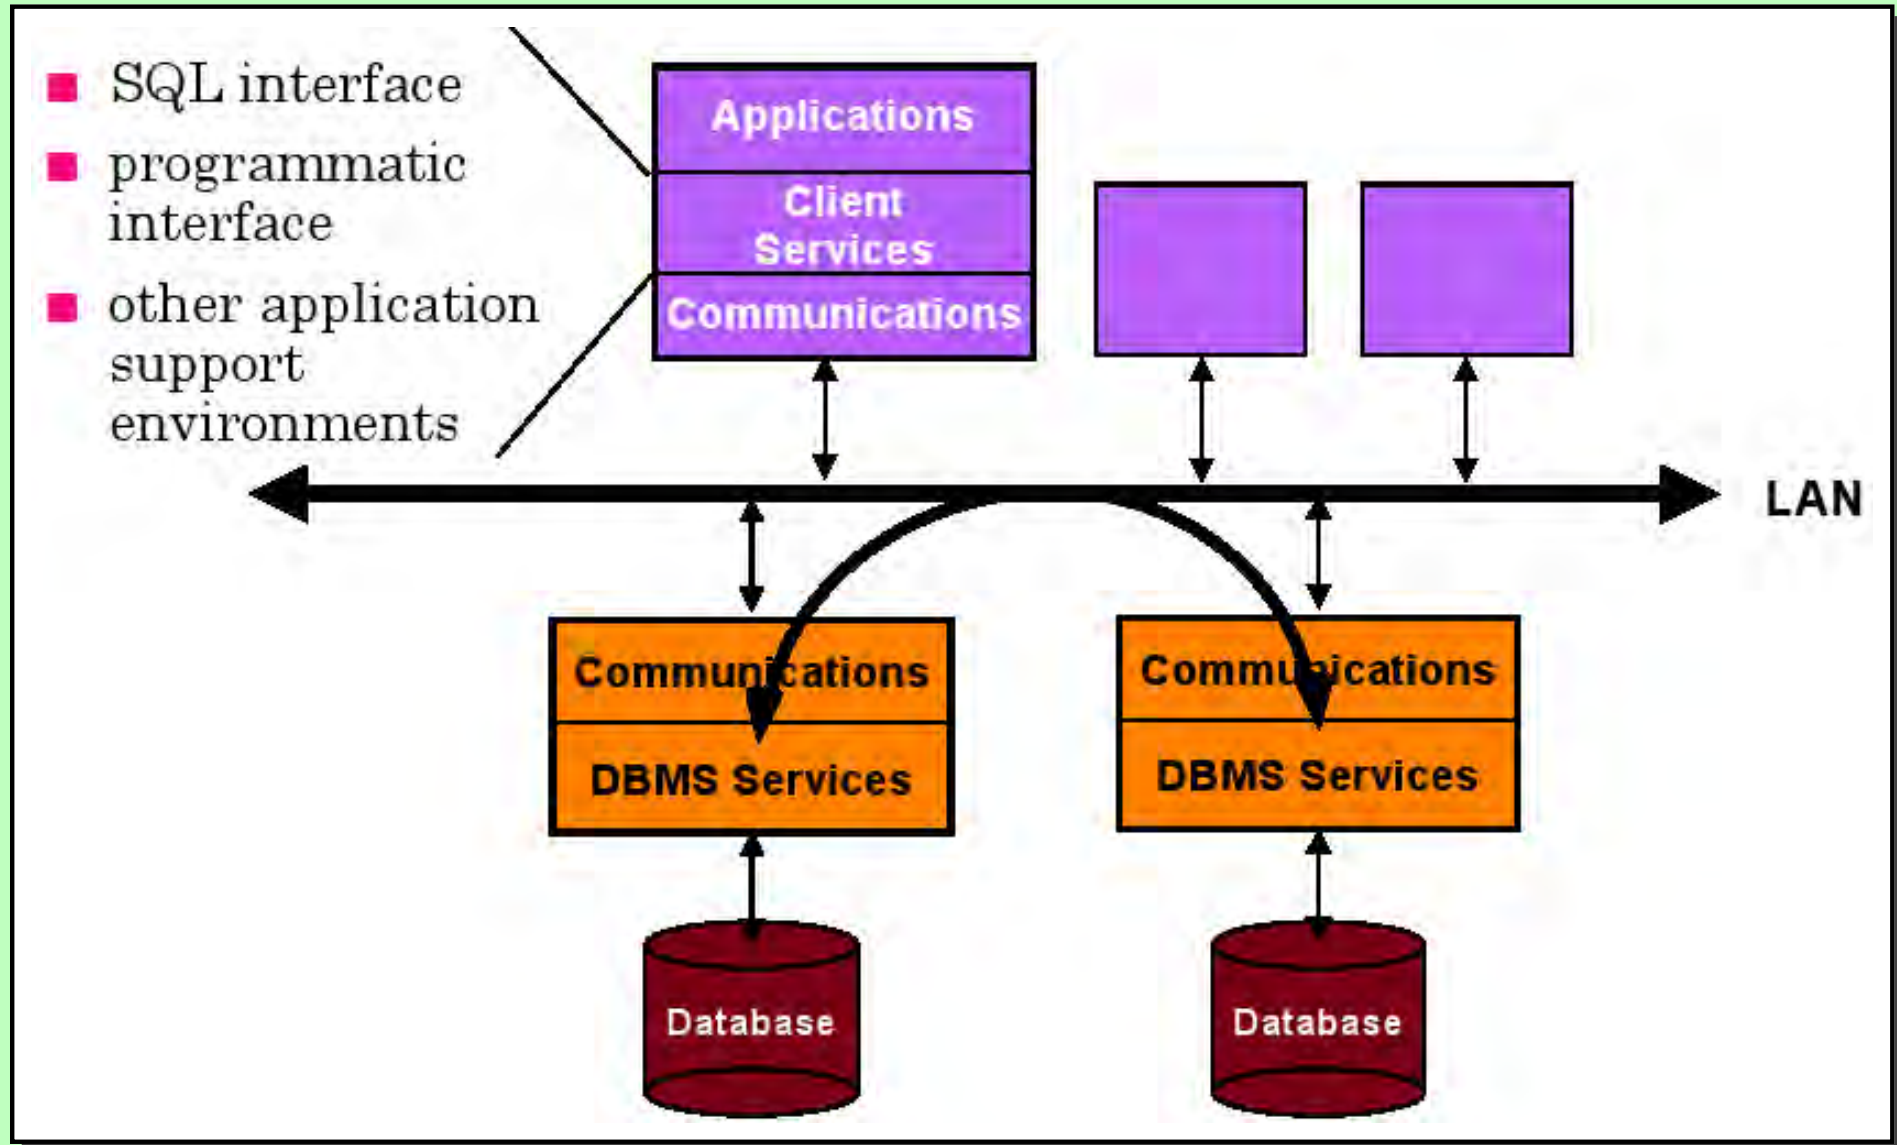 SQL interface
programmatic
interface
other application
support
environments
Applications
Client
Services
Communications
LAN
Communications
DBMS Services
Communications
DBMS Services
Database
Database